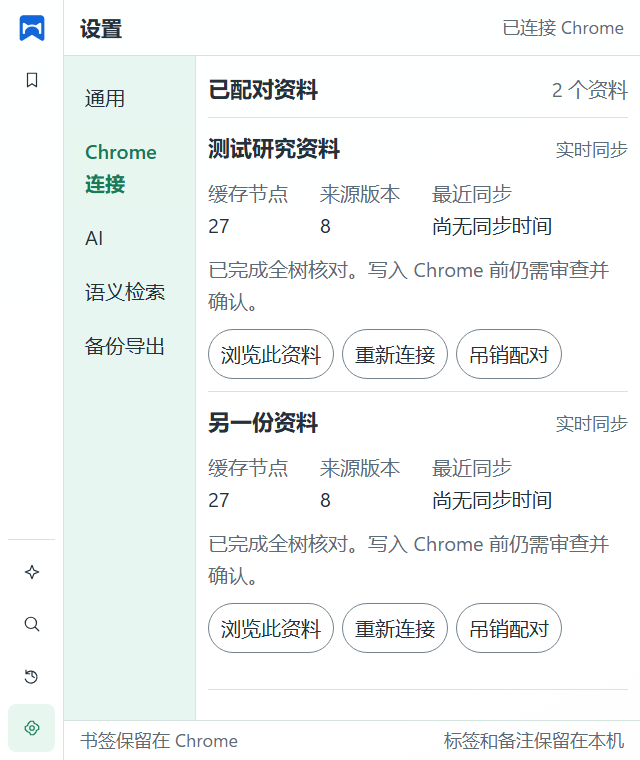 设置
已连接 Chrome
通用
Chrome
连接
AI
语义检索
备份导出
已配对资料
2 个资料
测试研究资料
实时同步
缓存节点 来源版本 最近同步
27 8 尚无同步时间
已完成全树核对。写入 Chrome 前仍需审查并
确认。
浏览此资料 重新连接 吊销配对
另一份资料
实时同步
缓存节点 来源版本 最近同步
27 8 尚无同步时间
已完成全树核对。写入 Chrome 前仍需审查并
确认。
浏览此资料 重新连接 吊销配对
书签保留在 Chrome
标签和备注保留在本机